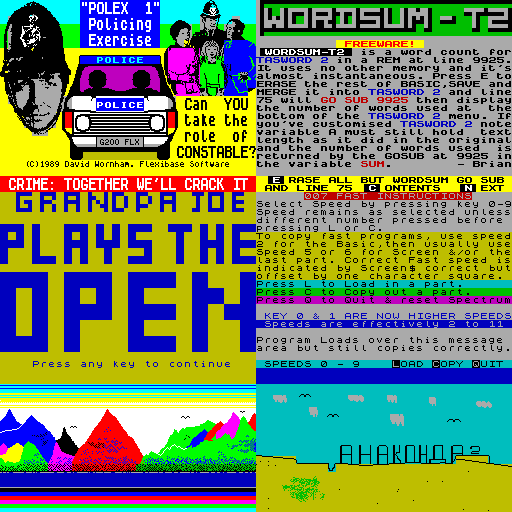 "POLEX 1"
Policing
Exercise
POLICE
POLICE
G200 FLX
Can YOU
take the
role of
CONSTABLE?
(C)1989 David Wornham. Flexibase Software
CRIME: TOGETHER WE'LL CRACK IT
WORDSUM-T2
FREEWARE!
WORDSUM-T2 is a word count for
TASWORD 2 in a REM at line 9925.
It uses no other memory and it's
almost instantaneous. Press E to
ERASE the rest of BASIC,SAVE and
MERGE it into TASWORD 2 and line
75 will GO SUB 9925 then display
the number of words used at the
bottom of the TASWORD 2 menu. If
you've customised TASWORD 2 note
variable A must still hold text
length as it did in the original
and the number of words used is
returned by the GOSUB at 9925 in
the variable SUM. - Brian
E RASE ALL BUT WORDSUM GO SUB
AND LINE 75 C ONTENTS N EXT
GRANDPA JOE
PLAYS THE
OPEN
Press any key to continue
007 FAST INSTRUCTIONS
Select Speed by pressing key 0-9
Speed remains as selected unless
different number pressed before
pressing L or C.
To copy fast programs, use speed
2 for the Basic,then usually use
Speed 5 or 6 for Screen &/or the
last part. Correct Fast speed is
indicated by Screen$ correct but
offset by one character square.
Press L to Load in a part.
Press C to Copy out a part.
Press Q to Quit & reset Spectrum
KEY 0 & 1 ARE NOW HIGHER SPEEDS
Speeds are effectively 2 to 11
Program Loads over this message
area but still copies correctly.
SPEEDS 0 - 9 LOAD COPY QUIT
АНАКОНДА2